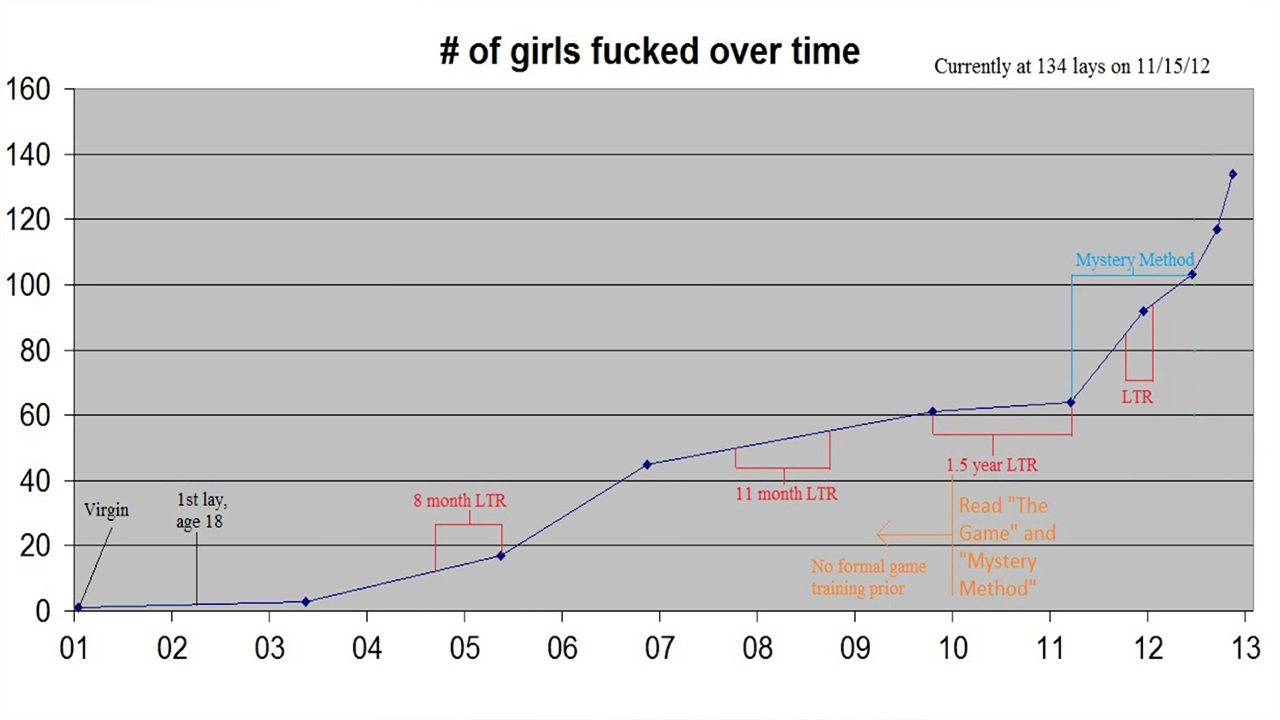 # of girls fucked over time
Currently at 134 lays on 11/15/12
160
140
120
100
80
60
40
20
0
Mystery Method
LTR
1.5 year LTR
11 month LTR
8 month LTR
Virgin
1st lay,
age 18
Read "The
Game" and
"Mystery
Method"
No formal game
training prior
01 02 03 04 05 06 07 08 09 10 11 12 13